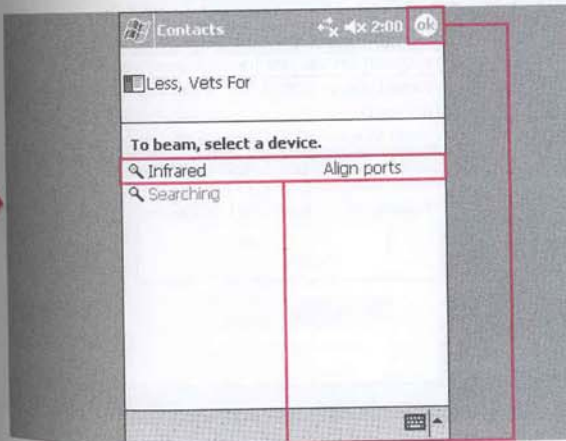 Contacts 2:00 ok
Less, Vets For
To beam, select a device.
Infrared Align ports
Searching